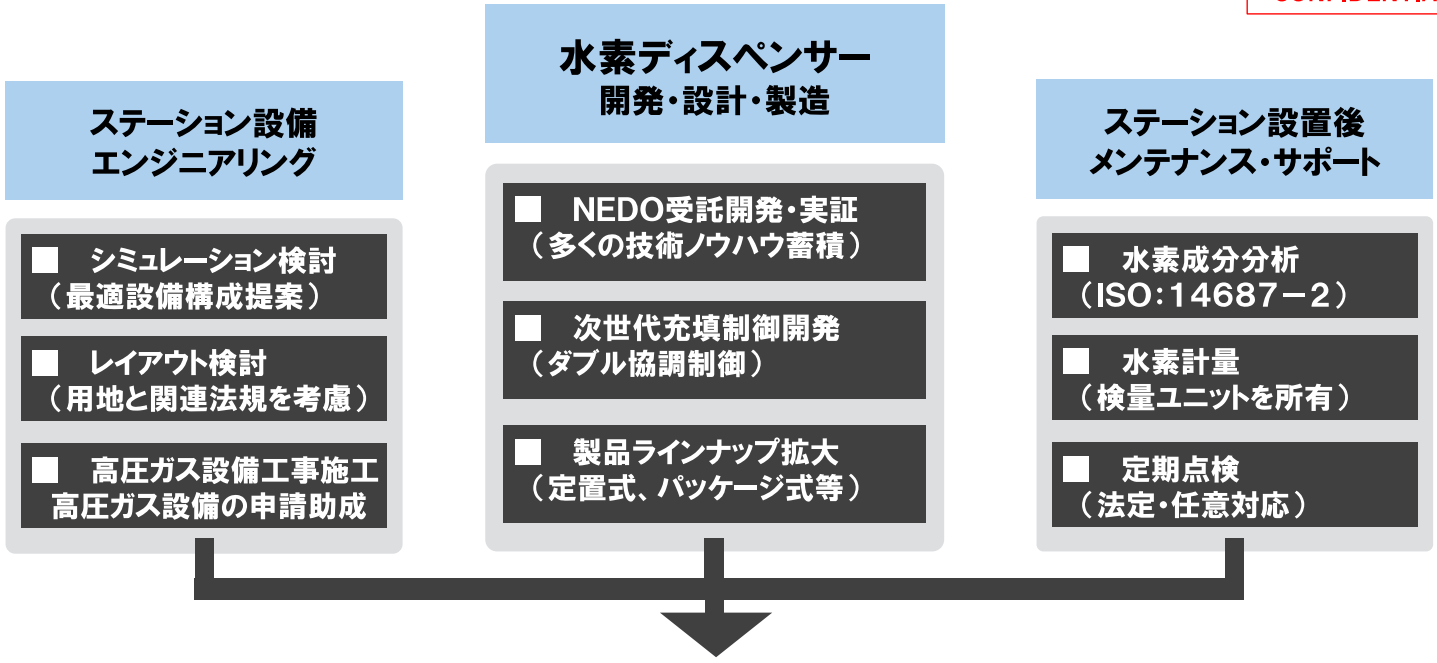 ステーション設備
エンジニアリング
■ シミュレーション検討
（最適設備構成提案）
■ レイアウト検討
（用地と関連法規を考慮）
■ 高圧ガス設備工事施工
高圧ガス設備の申請助成
水素ディスペンサー
開発・設計・製造
■ NEDO受託開発・実証
（多くの技術ノウハウ蓄積）
■ 次世代充填制御開発
（ダブル協調制御）
■ 製品ラインナップ拡大
（定置式、パッケージ式等）
ステーション設置後
メンテナンス・サポート
■ 水素成分分析
（ISO：14687－2）
■ 水素計量
（検量ユニットを所有）
■ 定期点検
（法定・任意対応）